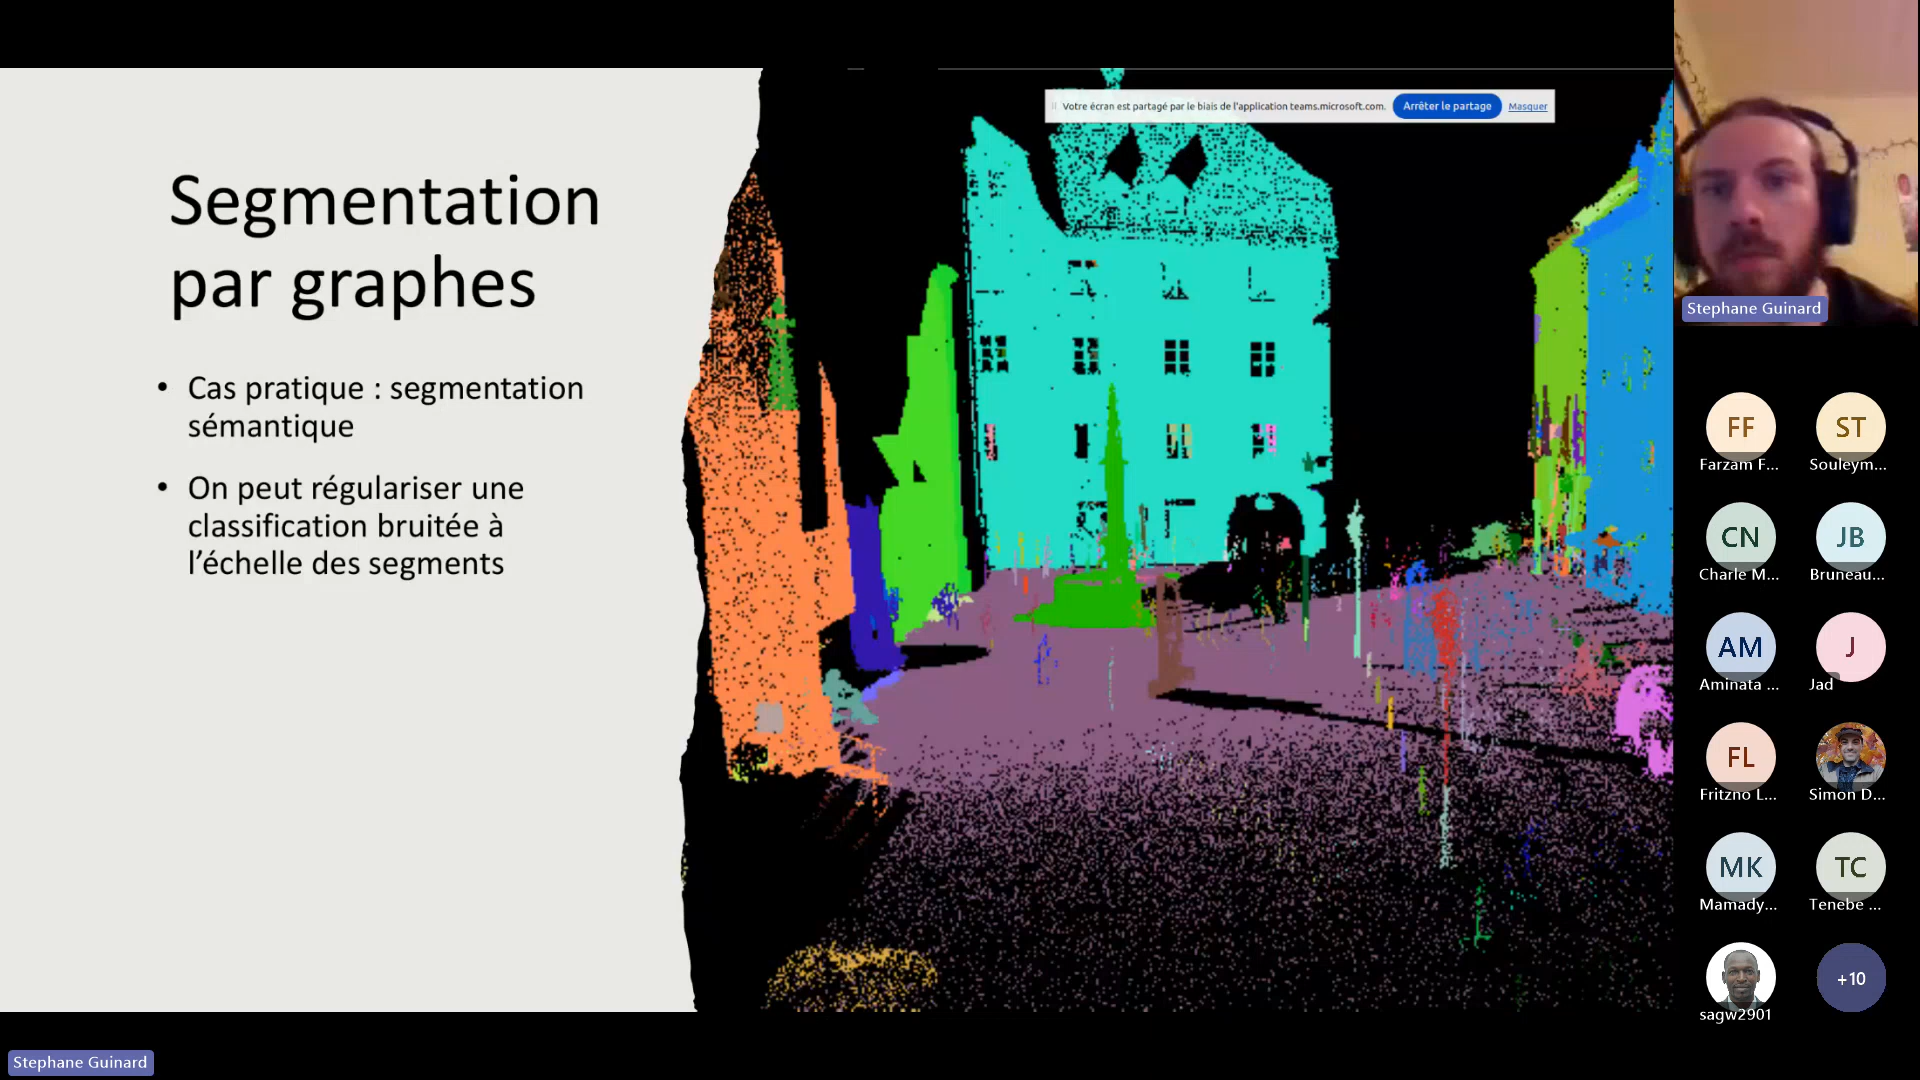 Votre écran est partagé par le biais de l'application teams.microsoft.com.
Arrêter le partage
Masquer
Segmentation
par graphes
• Cas pratique : segmentation
sémantique
• On peut régulariser une
classification bruitée à
l'échelle des segments
Stephane Guinard
FF
ST
Farzam F...
Souleym...
CN
JB
Charle M...
Bruneau...
AM
J
Aminata ...
Jad
FL
Fritzno L...
Simon D...
MK
TC
Mamady...
Tenebe ...
+10
sagw2901
Stephane Guinard